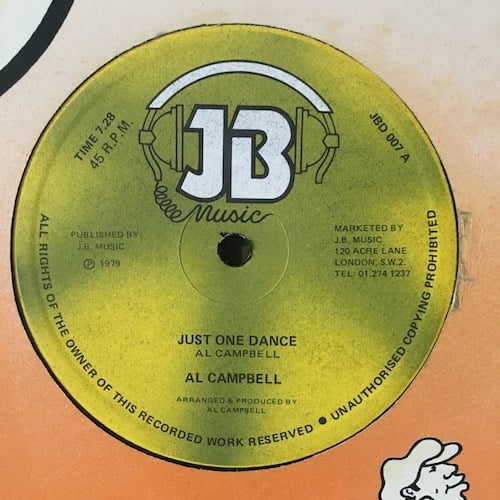 TIME 7.28
45 R.P.M.
JB
Music
JBD 007 A
PUBLISHED BY
J.B. MUSIC
℗ 1979
MARKETED BY
J.B. MUSIC
120 ACRE LANE
LONDON, S.W.2.
TEL: 01.274 1237
JUST ONE DANCE
AL CAMPBELL
AL CAMPBELL
ARRANGED & PRODUCED BY
AL CAMPBELL
ALL RIGHTS OF THE OWNER OF THIS RECORDED WORK RESERVED ● UNAUTHORISED COPYING PROHIBITED